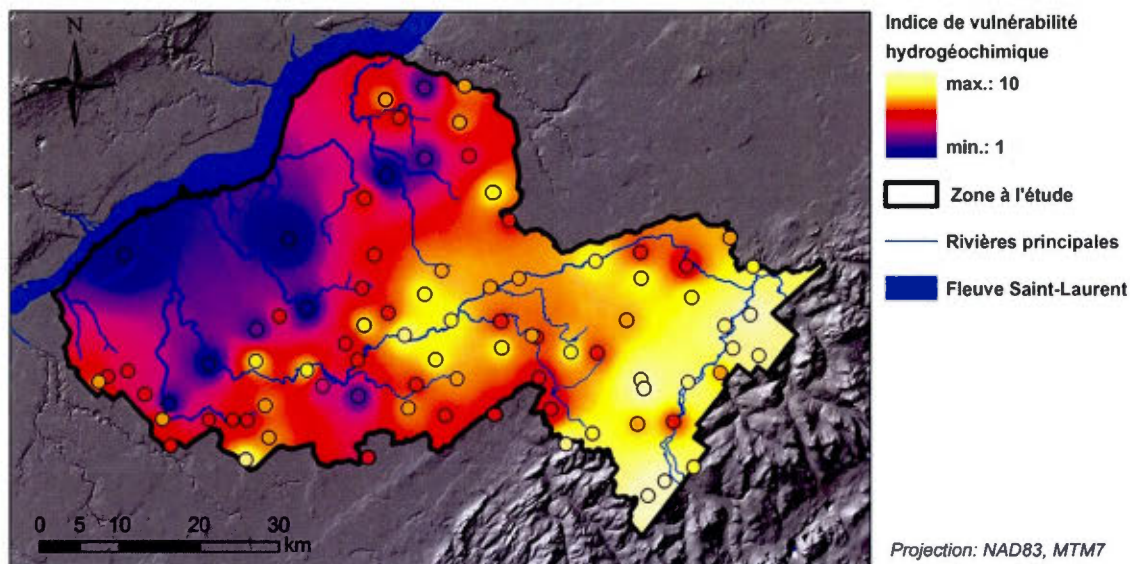 N
Indice de vulnérabilité
hydrogéochimique
max.: 10
min.: 1
Zone à l'étude
Rivières principales
Fleuve Saint-Laurent
0 5 10 20 30
km
Projection: NAD83, MTM7